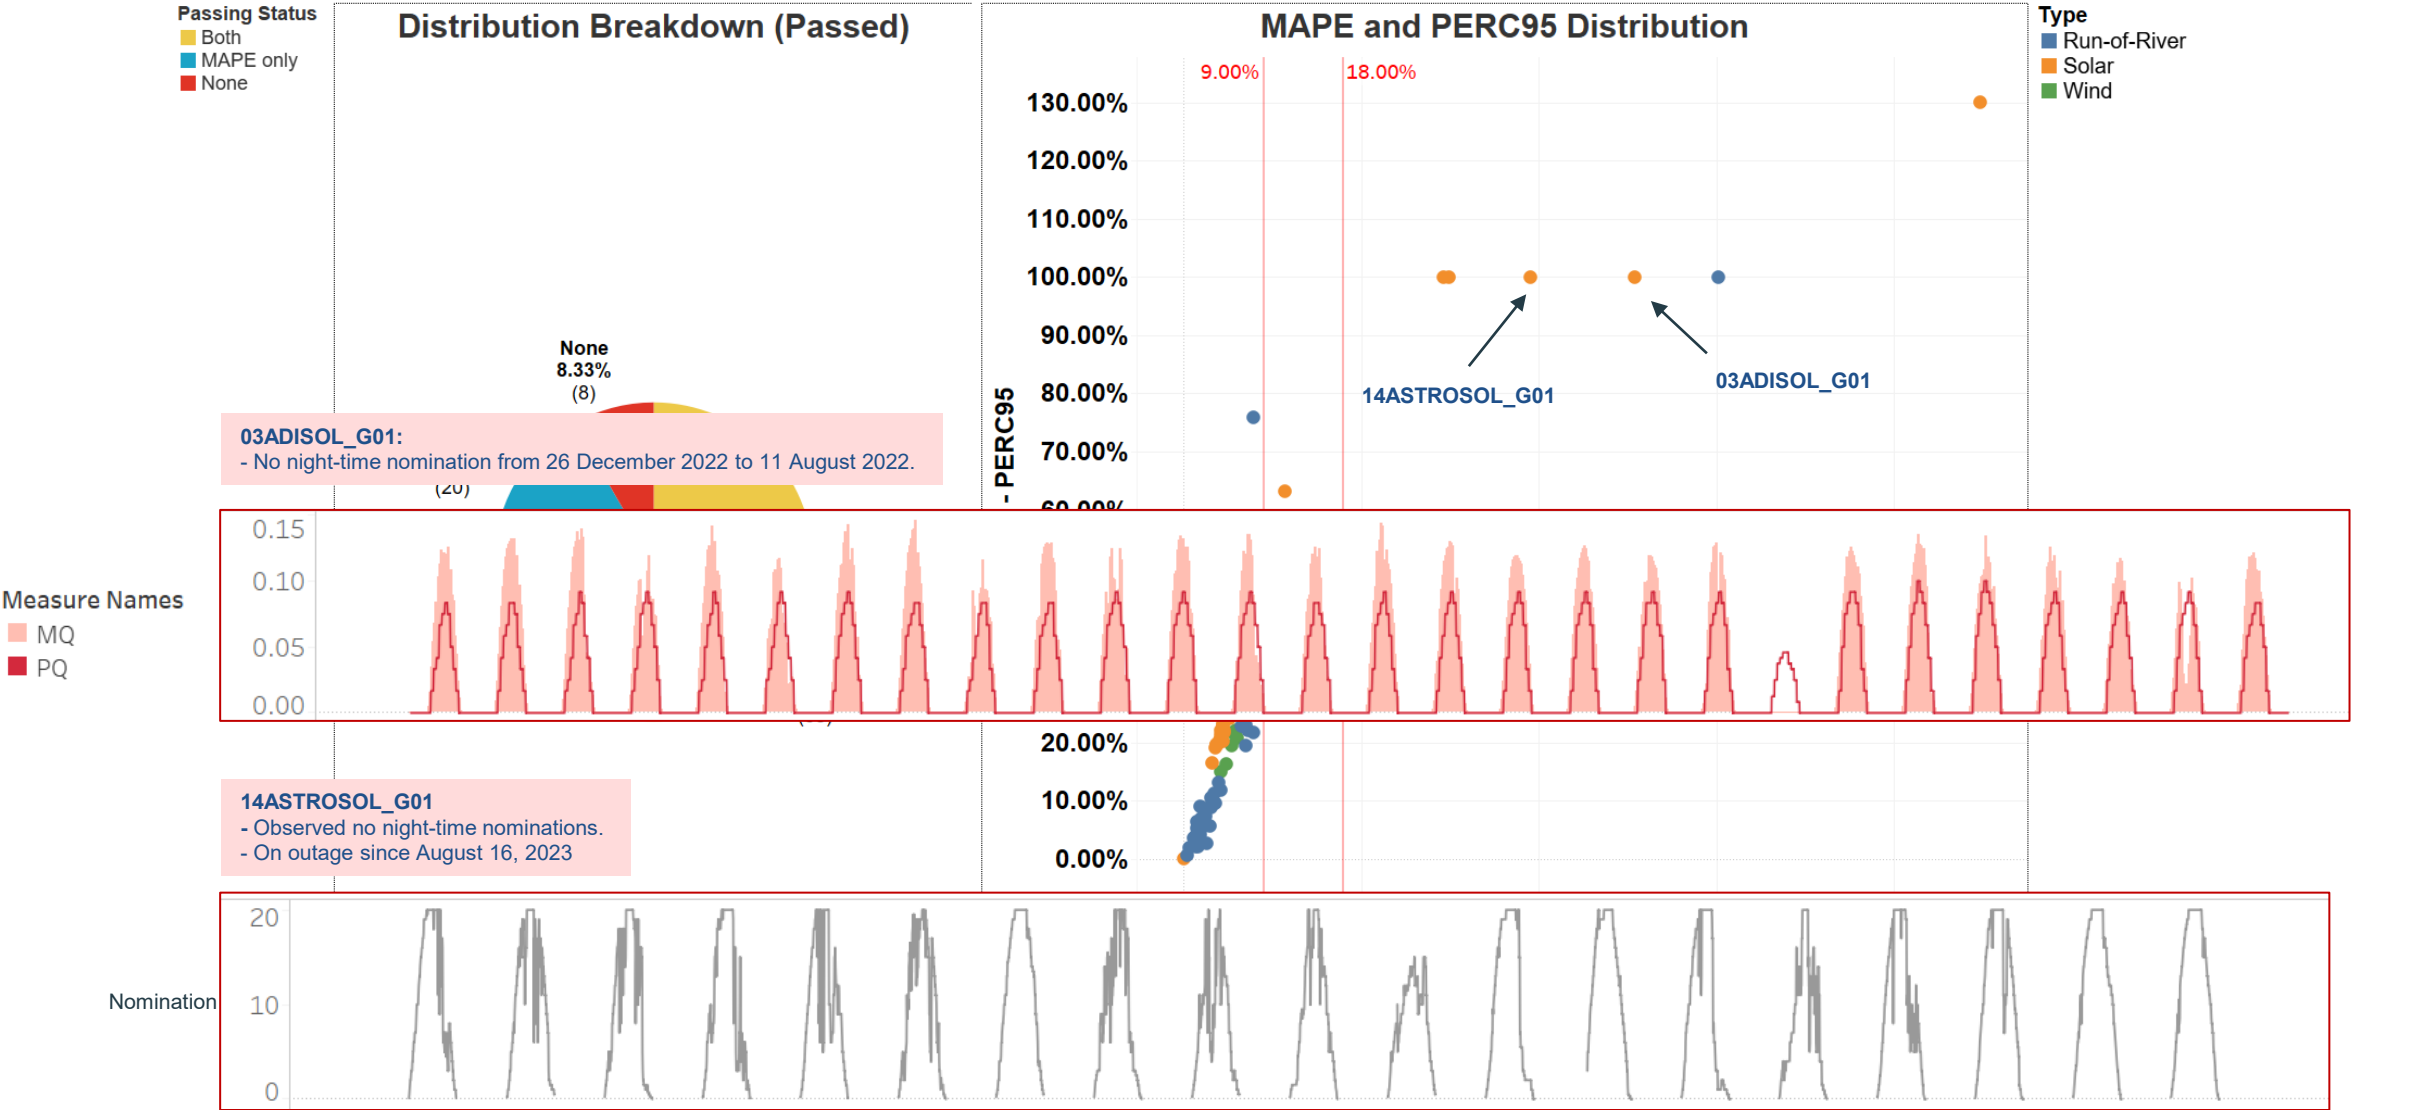 Passing Status
Both
MAPE only
None
Distribution Breakdown (Passed)
None
8.33%
(8)
(20)
MAPE and PERC95 Distribution
9.00%
18.00%
130.00%
120.00%
110.00%
100.00%
90.00%
80.00%
70.00%
60.00%
20.00%
10.00%
0.00%
- PERC95
14ASTROSOL_G01
03ADISOL_G01
Type
Run-of-River
Solar
Wind
03ADISOL_G01:
- No night-time nomination from 26 December 2022 to 11 August 2022.
Measure Names
MQ
PQ
0.15
0.10
0.05
0.00
14ASTROSOL_G01
- Observed no night-time nominations.
- On outage since August 16, 2023
Nomination
20
10
0